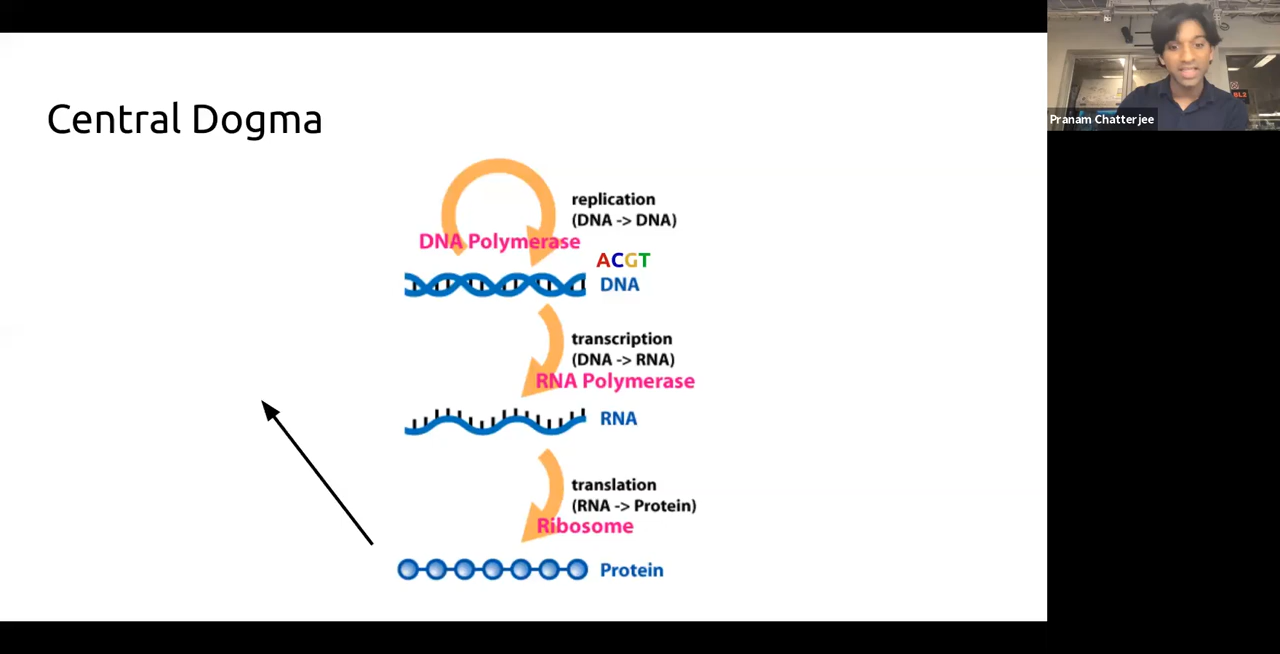 Central Dogma
replication
(DNA -> DNA)
DNA Polymerase
ACGT
DNA
transcription
(DNA -> RNA)
RNA Polymerase
RNA
translation
(RNA -> Protein)
Ribosome
Protein
BL2
Pranam Chatterjee